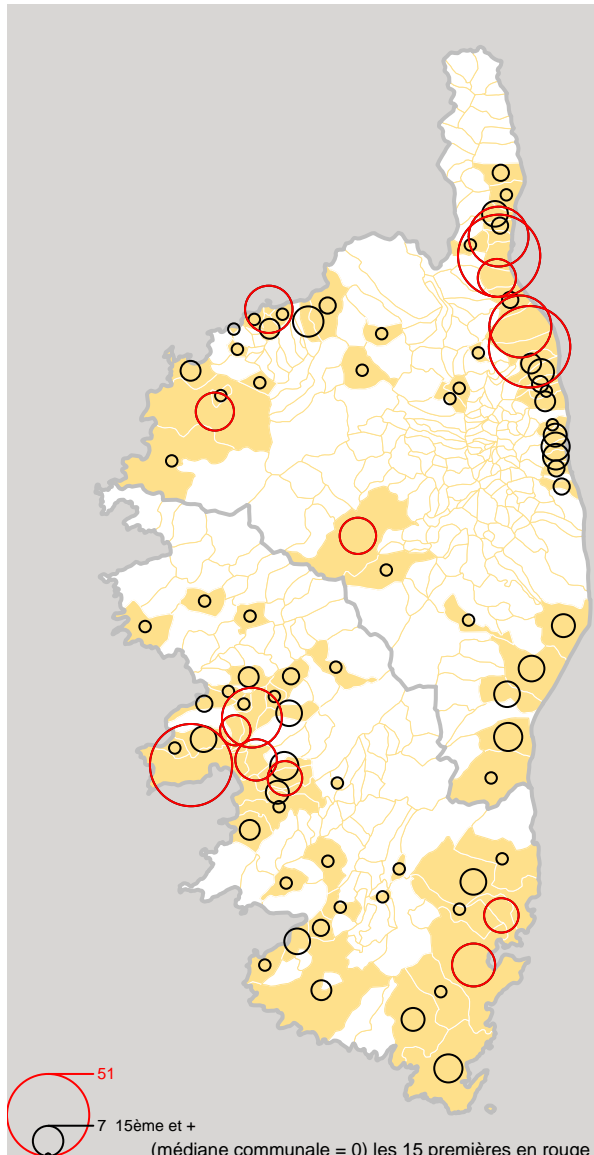 51
7 15ème et +
(médiane communale = 0) les 15 premières en rouge